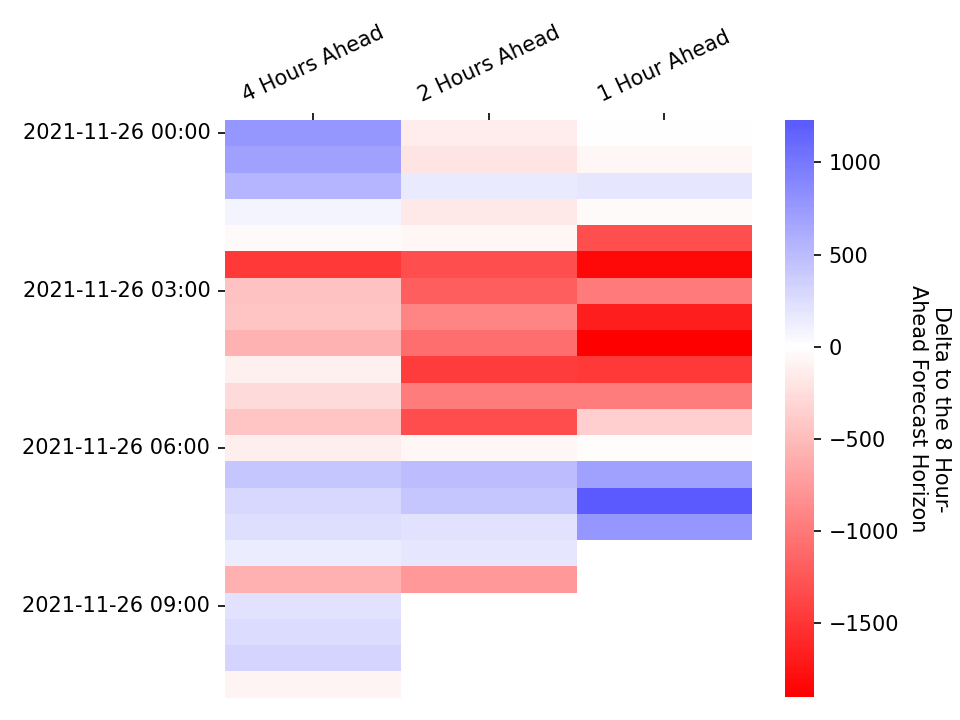 4 Hours Ahead
2 Hours Ahead
1 Hour Ahead
2021-11-26 00:00
2021-11-26 03:00
2021-11-26 06:00
2021-11-26 09:00
1000
500
0
−500
−1000
−1500
Delta to the 8 Hour-
Ahead Forecast Horizon